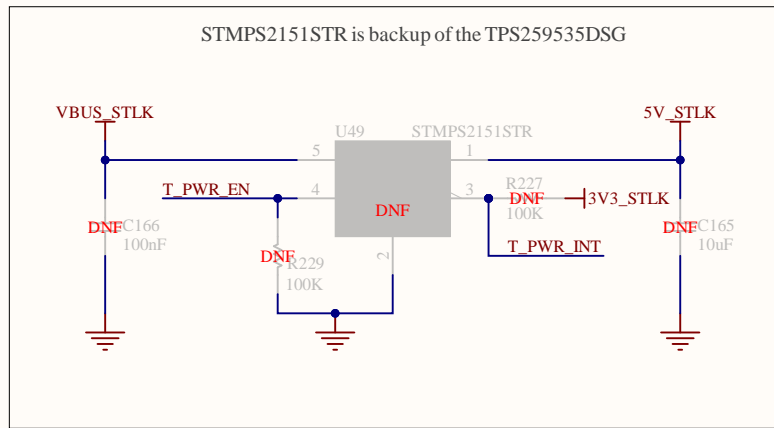 STMPS2151STR is backup of the TPS259535DSG
VBUS_STLK
5V_STLK
U49
STMPS2151STR
5
1
T_PWR_EN
4
3
R227
DNF
100K
3V3_STLK
DNF
DNF
C166
100nF
DNF
C165
10uF
T_PWR_INT
2
DNF
R229
100K